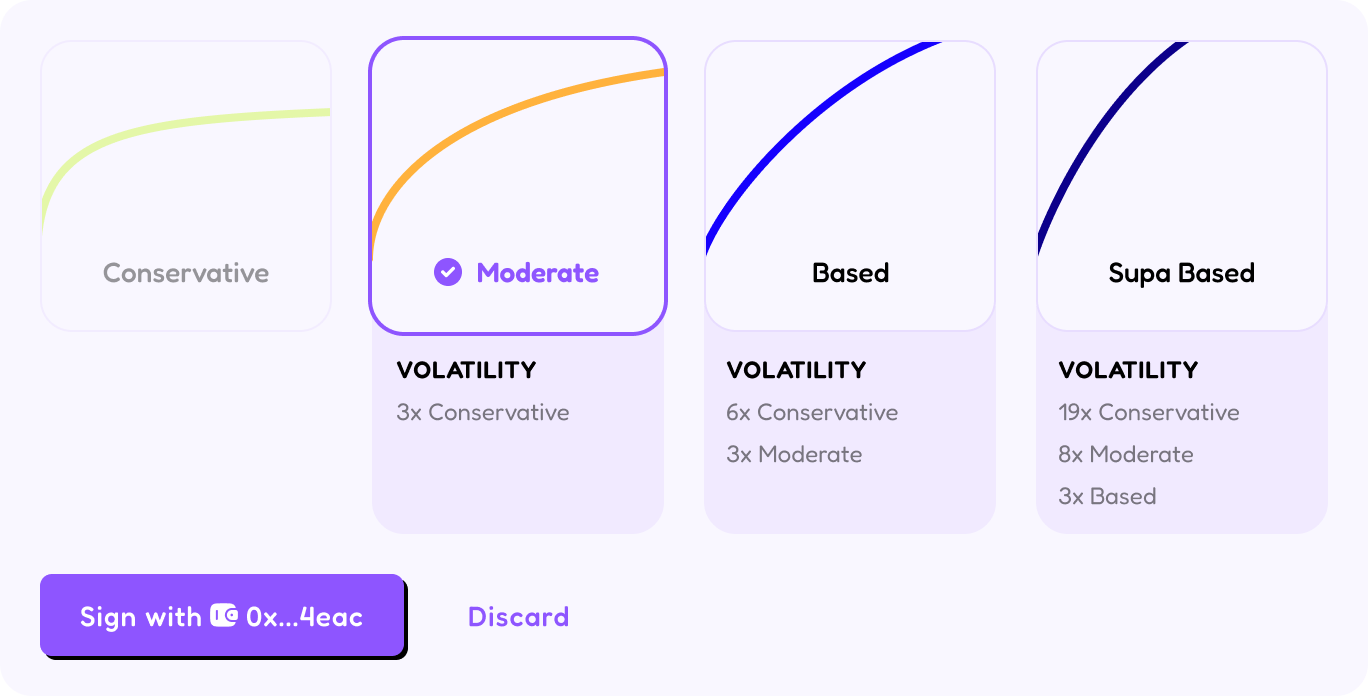 Conservative
Moderate
Based
Supa Based
VOLATILITY
3x Conservative
VOLATILITY
6x Conservative
3x Moderate
VOLATILITY
19x Conservative
8x Moderate
3x Based
Sign with 0x...4eac
Discard